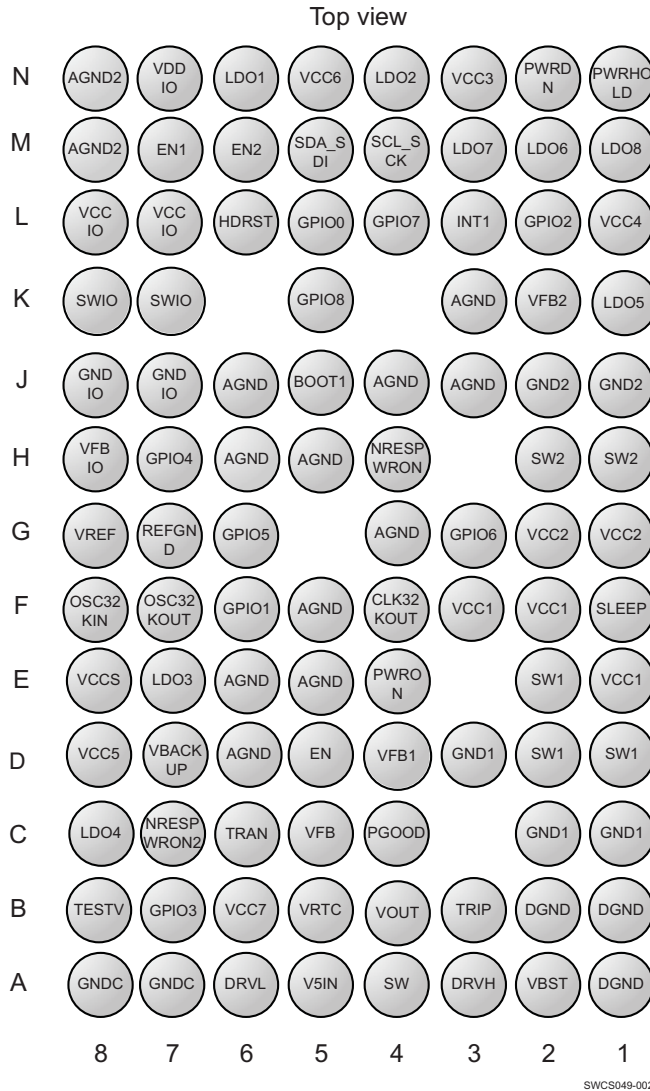 Top view
N AGND2 VDD IO LDO1 VCC6 LDO2 VCC3 PWRD N PWRHO LD
M AGND2 EN1 EN2 SDA_S DI SCL_S CK LDO7 LDO6 LDO8
L VCC IO VCC IO HDRST GPIO0 GPIO7 INT1 GPIO2 VCC4
K SWIO SWIO GPIO8 AGND VFB2 LDO5
J GND IO GND IO AGND BOOT1 AGND AGND GND2 GND2
H VFB IO GPIO4 AGND AGND NRESP WRON SW2 SW2
G VREF REFGN D GPIO5 AGND GPIO6 VCC2 VCC2
F OSC32 KIN OSC32 KOUT GPIO1 AGND CLK32 KOUT VCC1 VCC1 SLEEP
E VCCS LDO3 AGND AGND PWRO N SW1 VCC1
D VCC5 VBACK UP AGND EN VFB1 GND1 SW1 SW1
C LDO4 NRESP WRON2 TRAN VFB PGOOD GND1 GND1
B TESTV GPIO3 VCC7 VRTC VOUT TRIP DGND DGND
A GNDC GNDC DRVL V5IN SW DRVH VBST DGND
8 7 6 5 4 3 2 1
SWCS049-002